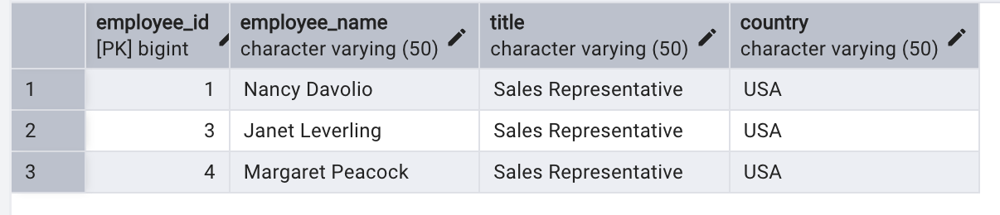 employee_id employee_name title country
[PK] bigint character varying (50) character varying (50) character varying (50)
1 1 Nancy Davolio Sales Representative USA
2 3 Janet Leverling Sales Representative USA
3 4 Margaret Peacock Sales Representative USA